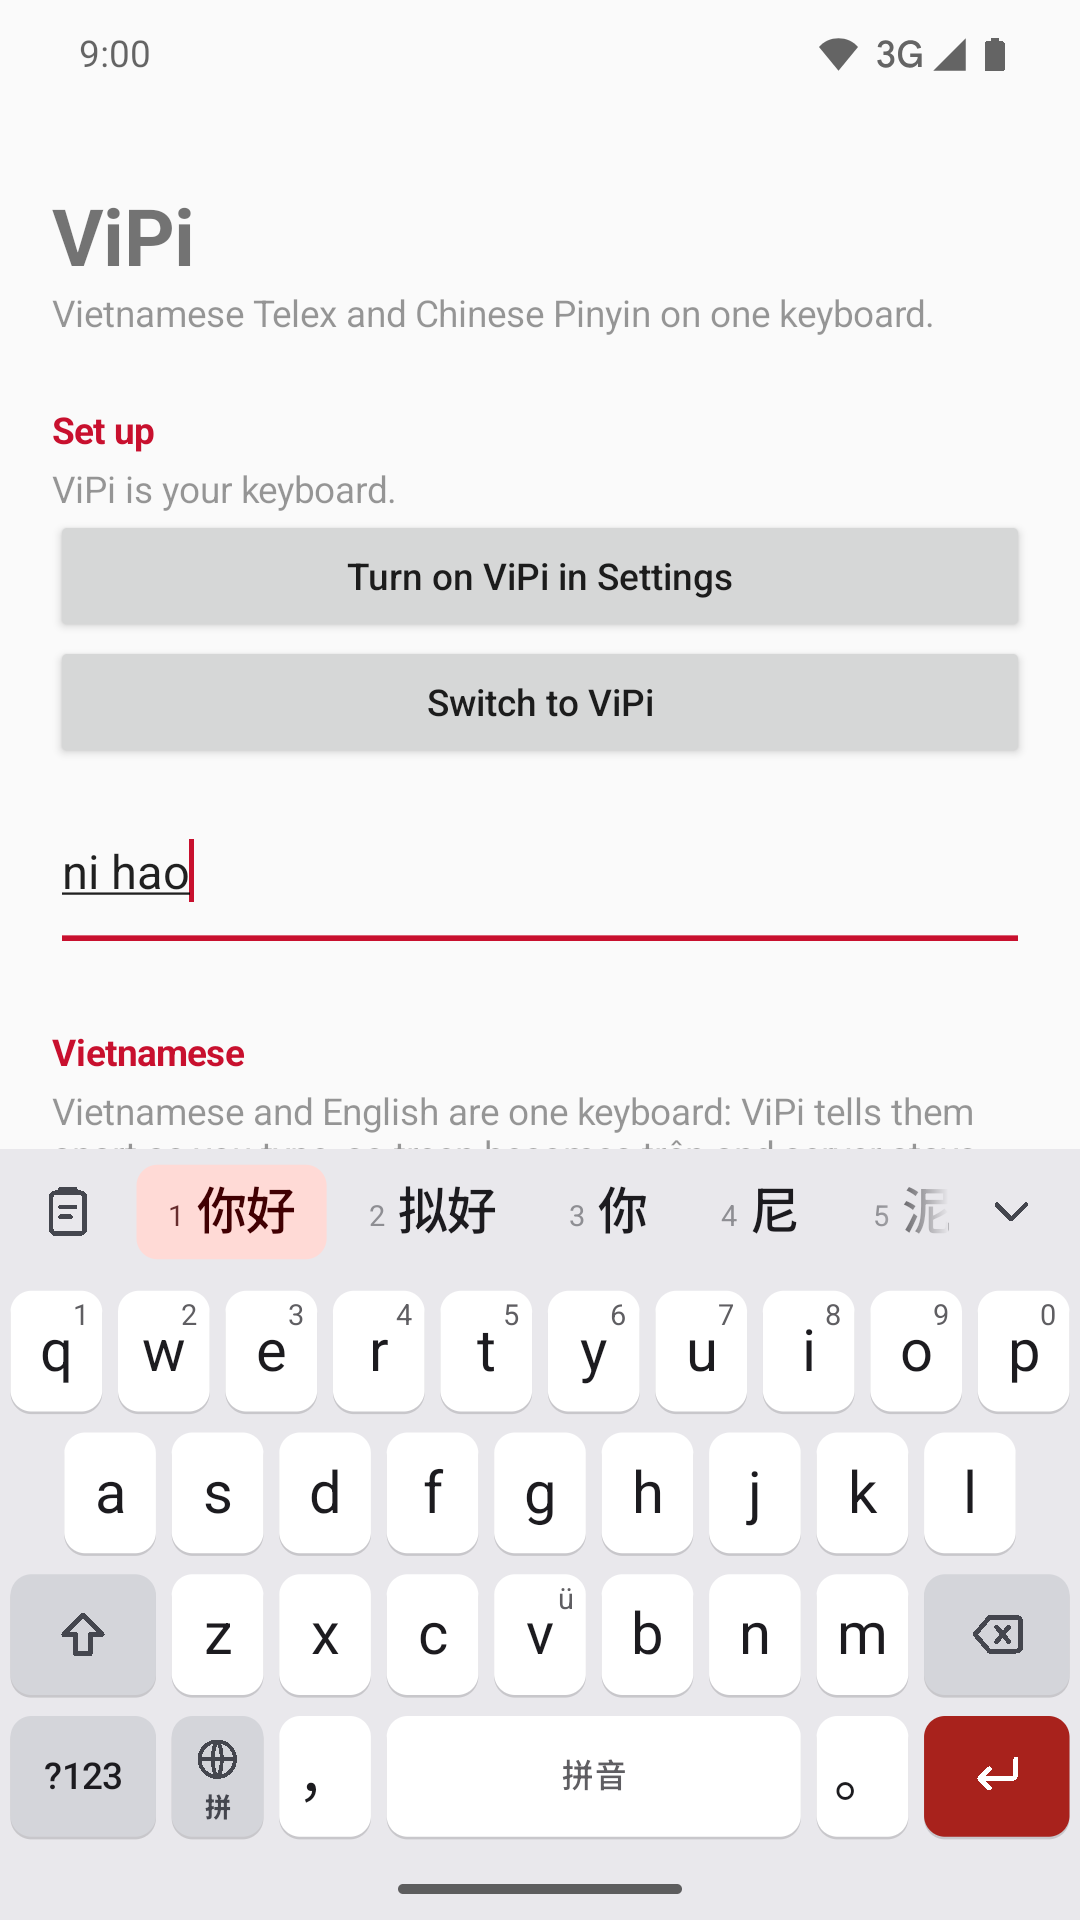 9:00
3G
ViPi
Vietnamese Telex and Chinese Pinyin on one keyboard.
Set up
ViPi is your keyboard.
Turn on ViPi in Settings
Switch to ViPi
ni hao
Vietnamese
Vietnamese and English are one keyboard: ViPi tells them
1 你好 2 拟好 3 你 4 尼 5 泥
1 2 3 4 5 6 7 8 9 0
q w e r t y u i o p
a s d f g h j k l
ü
z x c v b n m
?123 拼 ， 拼音 。